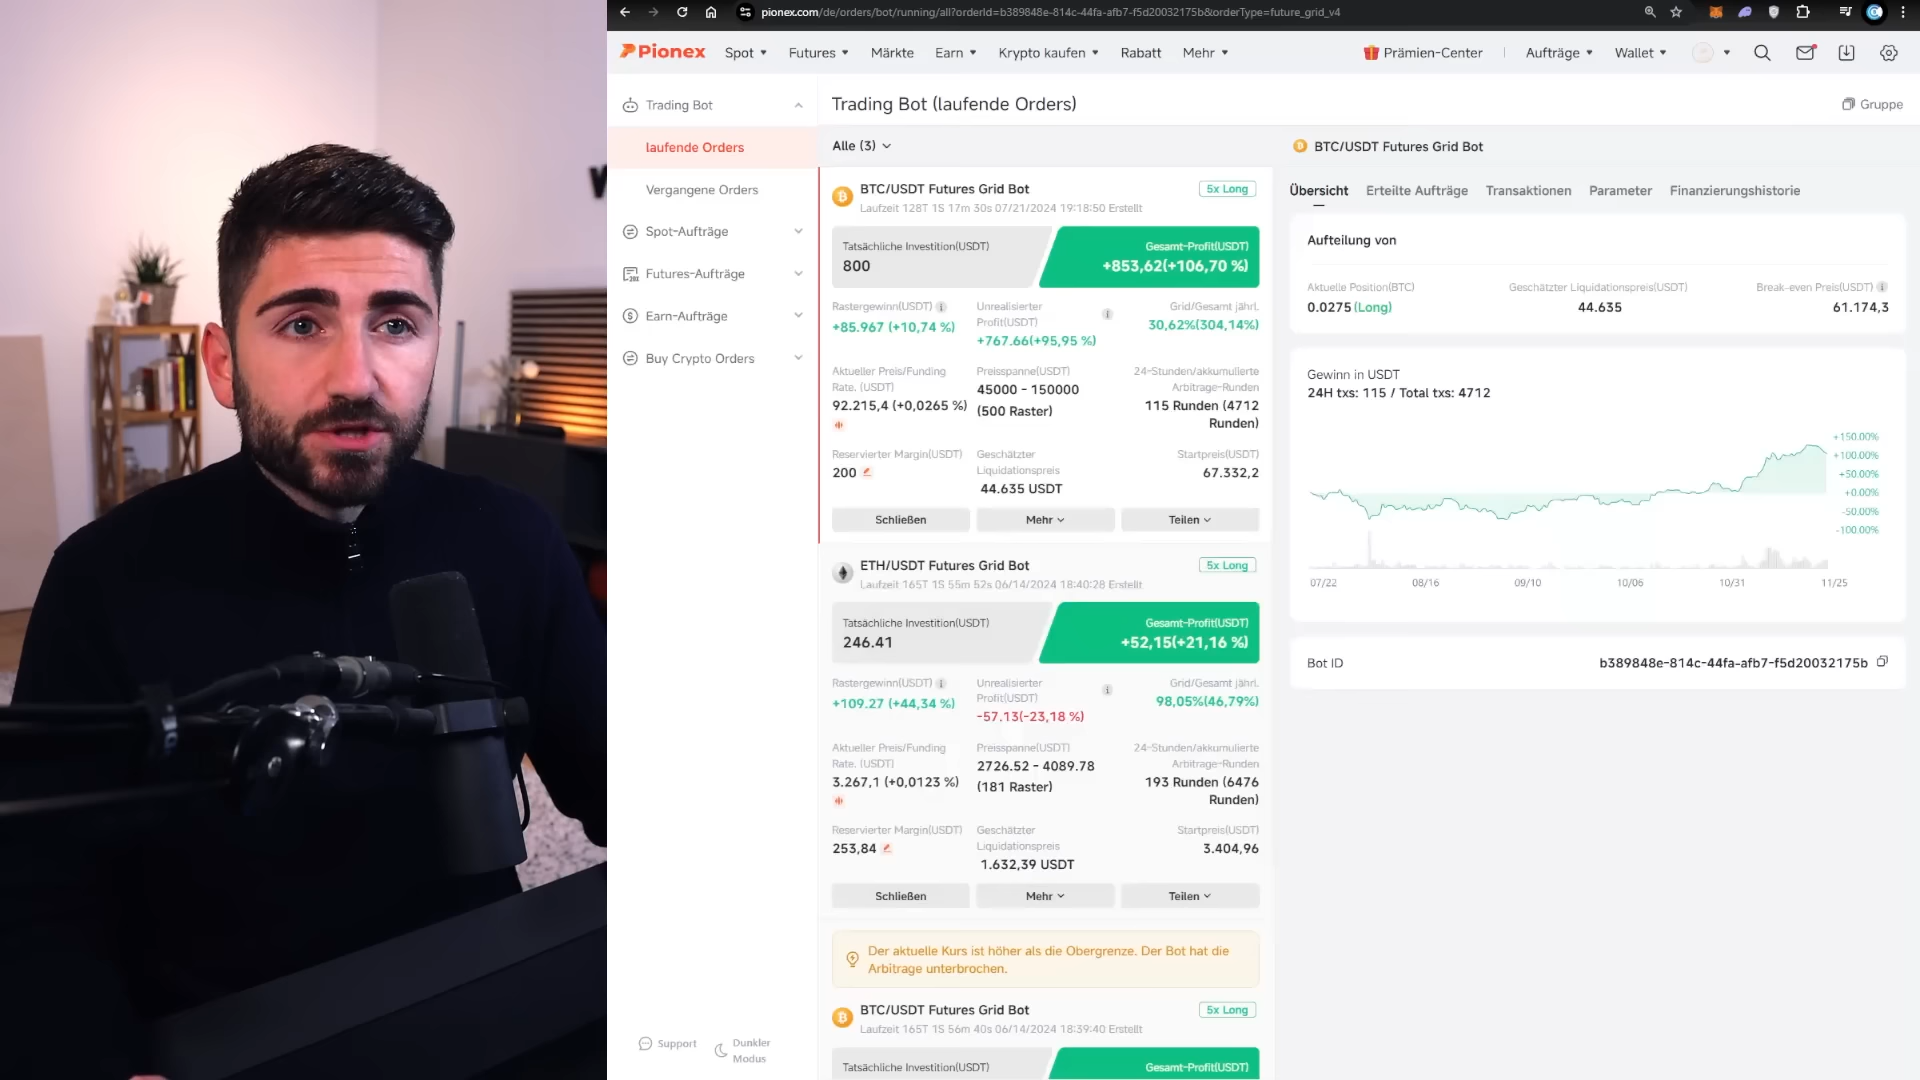 pionex.com/de/orders/bot/running/all?orderId=b389848e-814c-44fa-afb7-f5d20032175b&orderType=future_grid_v4
Pionex
Spot
Futures
Märkte
Earn
Krypto kaufen
Rabatt
Mehr
Prämien-Center
Aufträge
Wallet
Trading Bot
laufende Orders
Vergangene Orders
Spot-Aufträge
Futures-Aufträge
Earn-Aufträge
Buy Crypto Orders
Support
Dunkler
Modus
Trading Bot (laufende Orders)
Gruppe
Alle (3)
BTC/USDT Futures Grid Bot
5x Long
Laufzeit 128T 1S 17m 30s 07/21/2024 19:18:50 Erstellt
Tatsächliche Investition(USDT)
800
Gesamt-Profit(USDT)
+853,62(+106,70 %)
Rastergewinn(USDT)
+85.967 (+10,74 %)
Unrealisierter
Profit(USDT)
+767.66(+95,95 %)
Grid/Gesamt jährl.
30,62%(304,14%)
Aktueller Preis/Funding
Rate. (USDT)
92.215,4 (+0,0265 %)
Preisspanne(USDT)
45000 - 150000
(500 Raster)
24-Stunden/akkumulierte
Arbitrage-Runden
115 Runden (4712
Runden)
Reservierter Margin(USDT)
200
Geschätzter
Liquidationspreis
44.635 USDT
Startpreis(USDT)
67.332,2
Schließen
Mehr
Teilen
ETH/USDT Futures Grid Bot
5x Long
Laufzeit 165T 1S 55m 52s 06/14/2024 18:40:28 Erstellt
Tatsächliche Investition(USDT)
246.41
Gesamt-Profit(USDT)
+52,15(+21,16 %)
Rastergewinn(USDT)
+109.27 (+44,34 %)
Unrealisierter
Profit(USDT)
-57.13(-23,18 %)
Grid/Gesamt jährl.
98,05%(46,79%)
Aktueller Preis/Funding
Rate. (USDT)
3.267,1 (+0,0123 %)
Preisspanne(USDT)
2726.52 - 4089.78
(181 Raster)
24-Stunden/akkumulierte
Arbitrage-Runden
193 Runden (6476
Runden)
Reservierter Margin(USDT)
253,84
Geschätzter
Liquidationspreis
1.632,39 USDT
Startpreis(USDT)
3.404,96
Schließen
Mehr
Teilen
Der aktuelle Kurs ist höher als die Obergrenze. Der Bot hat die
Arbitrage unterbrochen.
BTC/USDT Futures Grid Bot
5x Long
Laufzeit 165T 1S 56m 40s 06/14/2024 18:39:40 Erstellt
Tatsächliche Investition(USDT)
Gesamt-Profit(USDT)
BTC/USDT Futures Grid Bot
Übersicht
Erteilte Aufträge
Transaktionen
Parameter
Finanzierungshistorie
Aufteilung von
Aktuelle Position(BTC)
0.0275 (Long)
Geschätzter Liquidationspreis(USDT)
44.635
Break-even Preis(USDT)
61.174,3
Gewinn in USDT
24H txs: 115 / Total txs: 4712
+150.00%
+100.00%
+50.00%
+0.00%
-50.00%
-100.00%
07/22
08/16
09/10
10/06
10/31
11/25
Bot ID
b389848e-814c-44fa-afb7-f5d20032175b